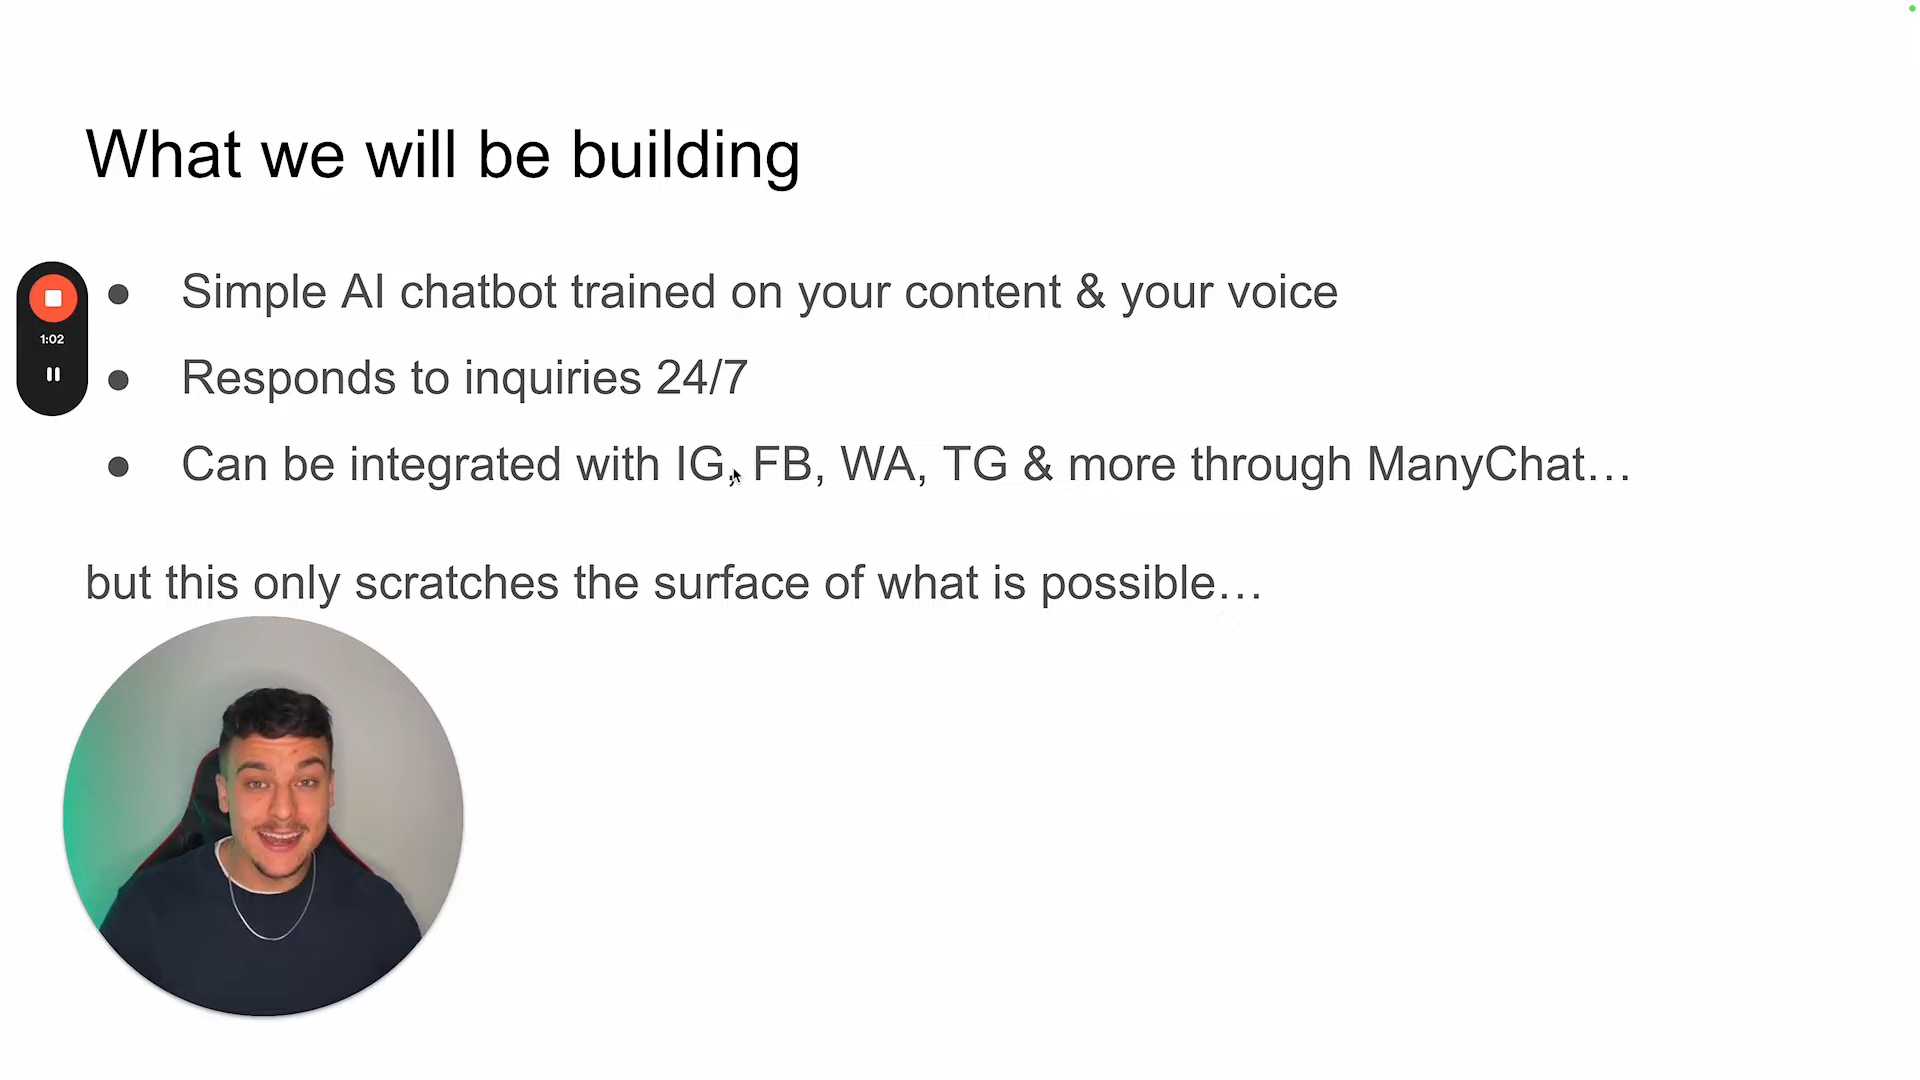 What we will be building
● Simple AI chatbot trained on your content & your voice
1:02
● Responds to inquiries 24/7
● Can be integrated with IG, FB, WA, TG & more through ManyChat…
but this only scratches the surface of what is possible…